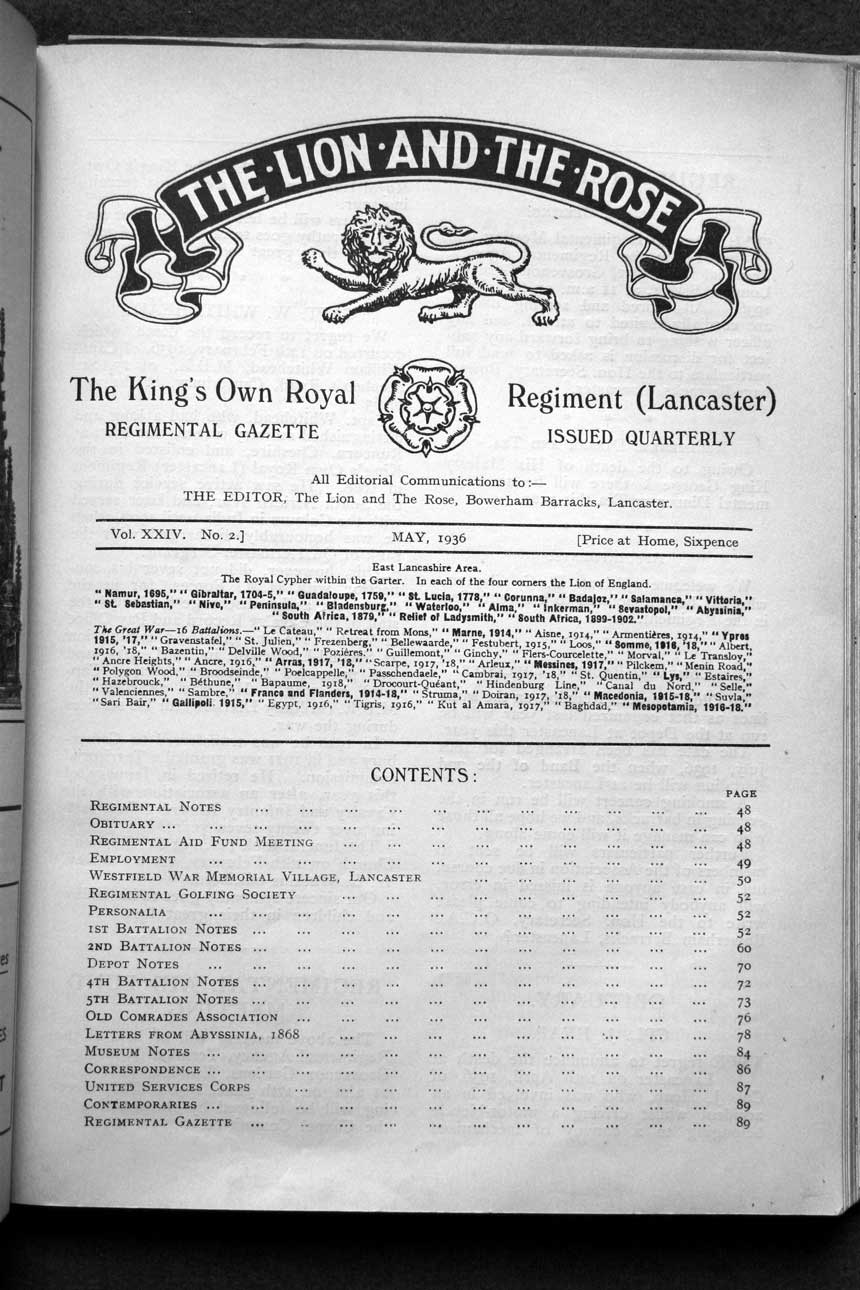 THE · LION · AND · THE · ROSE
The King's Own Royal Regiment (Lancaster)
REGIMENTAL GAZETTE ISSUED QUARTERLY
All Editorial Communications to:—
THE EDITOR, The Lion and The Rose, Bowerham Barracks, Lancaster.
Vol. XXIV. No. 2.] MAY, 1936 [Price at Home, Sixpence
East Lancashire Area.
The Royal Cypher within the Garter. In each of the four corners the Lion of England.
"Namur, 1695," "Gibraltar, 1704-5," "Guadaloupe, 1759," "St. Lucia, 1778," "Corunna," "Badajoz," "Salamanca," "Vittoria,"
"St. Sebastian," "Nive," "Peninsula," "Bladensburg," "Waterloo," "Alma," "Inkerman," "Sevastopol," "Abyssinia,"
"South Africa, 1879," "Relief of Ladysmith," "South Africa, 1899-1902."
The Great War—16 Battalions.—"Le Cateau," "Retreat from Mons," "Marne, 1914," "Aisne, 1914," "Armentières, 1914," "Ypres
1915, '17," "Gravenstafel," "St. Julien," "Frezenberg," "Bellewaarde," "Festubert, 1915," "Loos," "Somme, 1916, '18," "Albert,
1916, '18," "Bazentin," "Delville Wood," "Poziéres," "Guillemont," "Ginchy," "Flers-Courcelette," "Morval," "Le Transloy,"
"Ancre Heights," "Ancre, 1916," "Arras, 1917, '18," "Scarpe, 1917, '18," "Arleux," "Messines, 1917," "Pilckem," "Menin Road,"
"Polygon Wood," "Broodseinde," "Poelcappelle," "Passchendaele," "Cambrai, 1917, '18," "St. Quentin," "Lys," "Estaires,"
"Hazebrouck," "Béthune," "Bapaume, 1918," "Drocourt-Quéant," "Hindenburg Line," "Canal du Nord," "Selle,"
"Valenciennes," "Sambre," "France and Flanders, 1914-18," "Struma," "Doiran, 1917, '18," "Macedonia, 1915-18," "Suvla,"
"Sari Bair," "Gallipoli 1915," "Egypt, 1916," "Tigris, 1916," "Kut al Amara, 1917," "Baghdad," "Mesopotamia, 1916-18."
CONTENTS:
PAGE
REGIMENTAL NOTES ... 48
OBITUARY ... 48
REGIMENTAL AID FUND MEETING ... 48
EMPLOYMENT ... 49
WESTFIELD WAR MEMORIAL VILLAGE, LANCASTER ... 50
REGIMENTAL GOLFING SOCIETY ... 52
PERSONALIA ... 52
1ST BATTALION NOTES ... 52
2ND BATTALION NOTES ... 60
DEPOT NOTES ... 70
4TH BATTALION NOTES ... 72
5TH BATTALION NOTES ... 73
OLD COMRADES ASSOCIATION ... 76
LETTERS FROM ABYSSINIA, 1868 ... 78
MUSEUM NOTES ... 84
CORRESPONDENCE ... 86
UNITED SERVICES CORPS ... 87
CONTEMPORARIES ... 89
REGIMENTAL GAZETTE ... 89